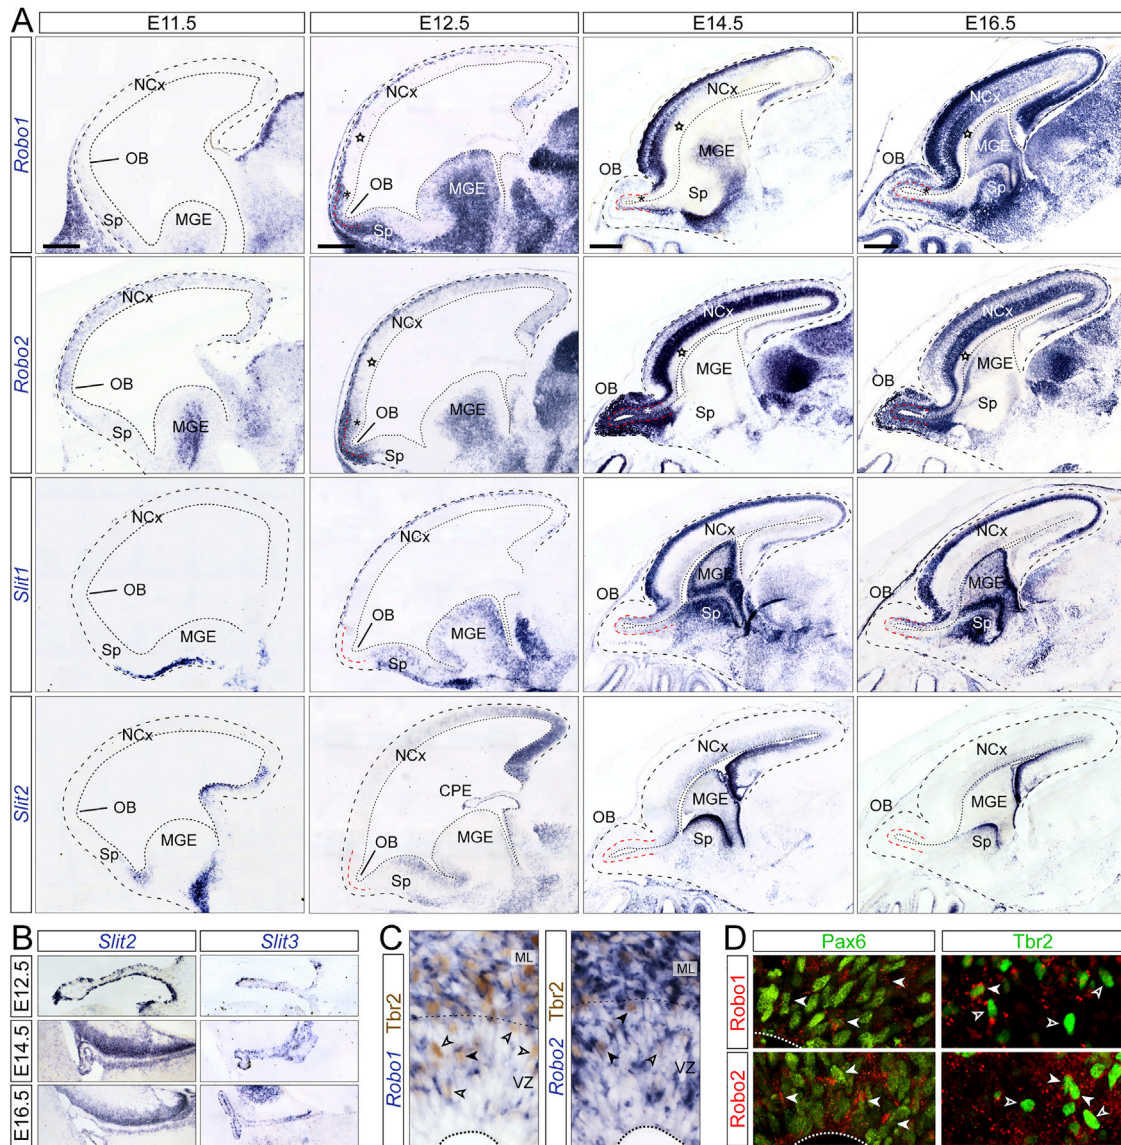 A
E11.5 E12.5 E14.5 E16.5
Robo1
NCx OB Sp MGE
NCx OB MGE Sp
NCx OB MGE Sp
NCx OB MGE Sp
Robo2
NCx OB Sp MGE
NCx OB MGE Sp
NCx OB MGE Sp
NCx OB MGE Sp
Slit1
NCx OB MGE Sp
NCx OB MGE Sp
NCx OB MGE Sp
NCx OB MGE Sp
Slit2
NCx OB Sp MGE
NCx CPE OB MGE Sp
NCx OB MGE Sp
NCx OB MGE Sp
B
Slit2 Slit3
E12.5
E14.5
E16.5
C
Robo1 Tbr2
ML
VZ
Robo2 Tbr2
ML
VZ
D
Pax6 Tbr2
Robo1
Robo2